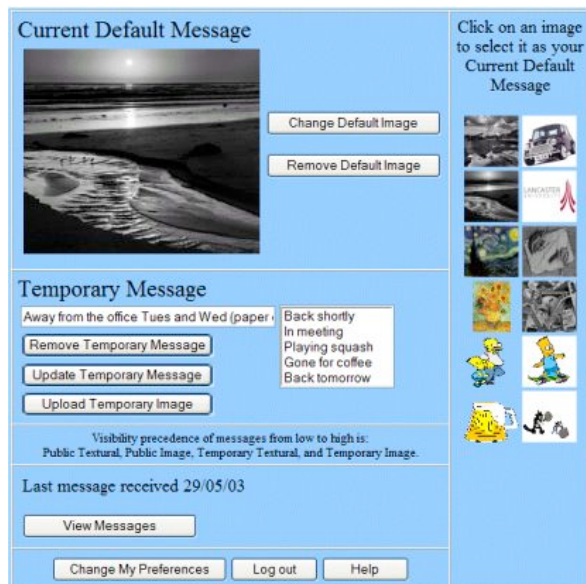 Current Default Message
Change Default Image
Remove Default Image
Temporary Message
Away from the office Tues and Wed (paper
Remove Temporary Message
Update Temporary Message
Upload Temporary Image
Back shortly
In meeting
Playing squash
Gone for coffee
Back tomorrow
Visibility precedence of messages from low to high is:
Public Textural, Public Image, Temporary Textural, and Temporary Image.
Last message received 29/05/03
View Messages
Change My Preferences
Log out
Help
Click on an image
to select it as your
Current Default
Message
LANCASTER
UNIVERSITY